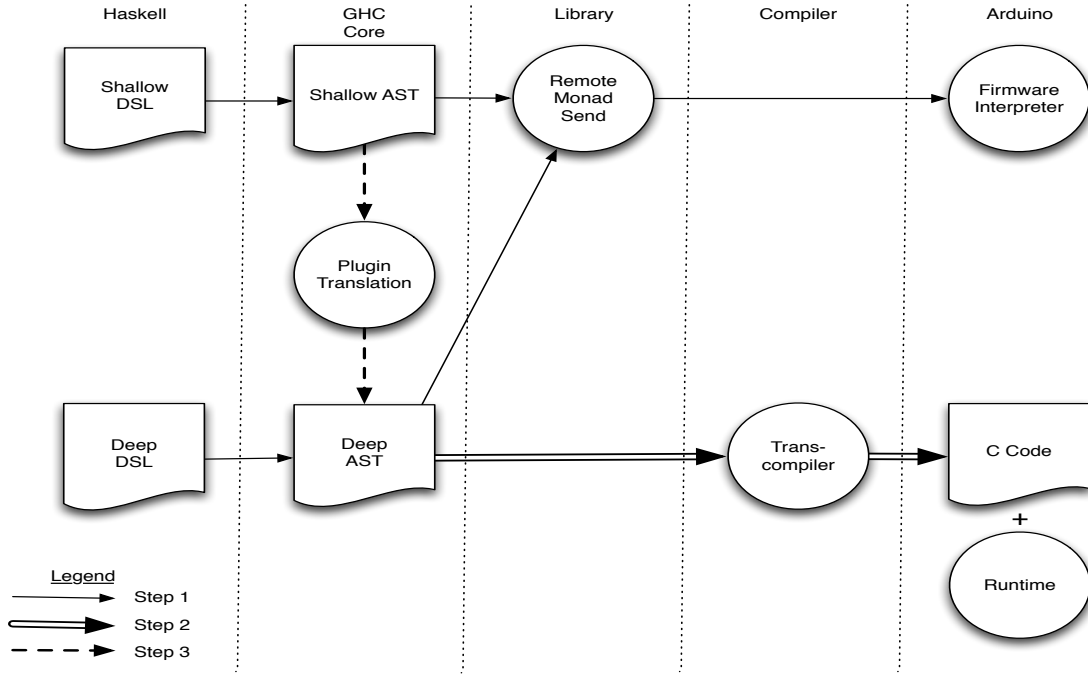 Haskell
GHC
Core
Library
Compiler
Arduino
Shallow
DSL
Shallow AST
Remote
Monad
Send
Firmware
Interpreter
Plugin
Translation
Deep
DSL
Deep
AST
Trans-
compiler
C Code
+
Runtime
Legend
Step 1
Step 2
Step 3